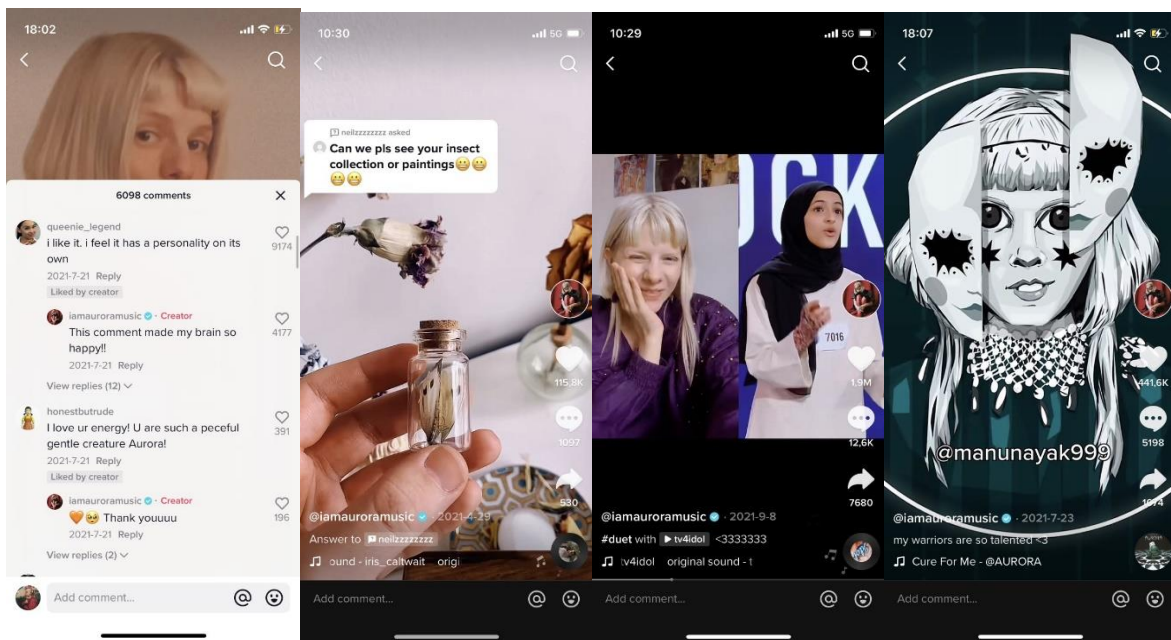 18:02
6098 comments
queenie_legend
i like it. i feel it has a personality on its
own
9174
2021-7-21 Reply
Liked by creator
iamauroramusic · Creator
This comment made my brain so
happy!!
4177
2021-7-21 Reply
View replies (12)
honestbutrude
I love ur energy! U are such a peceful
gentle creature Aurora!
391
2021-7-21 Reply
Liked by creator
iamauroramusic · Creator
🧡🥹 Thank youuuu
196
2021-7-21 Reply
View replies (2)
Add comment...
10:30
5G
neilzzzzzzzz asked
Can we pls see your insect
collection or paintings😬😬
😬😬
115,8K
1097
530
@iamauroramusic · 2021-4-29
Answer to neilzzzzzzzz
ound - iris_caltwait origi
Add comment...
10:29
5G
OCK
7016
1,9M
12,6K
7680
@iamauroramusic · 2021-9-8
#duet with tv4idol <3333333
tv4idol original sound - t
Add comment...
18:07
441,6K
5198
@manunayak999
1074
@iamauroramusic · 2021-7-23
my warriors are so talented <3
Cure For Me - @AURORA
Add comment...